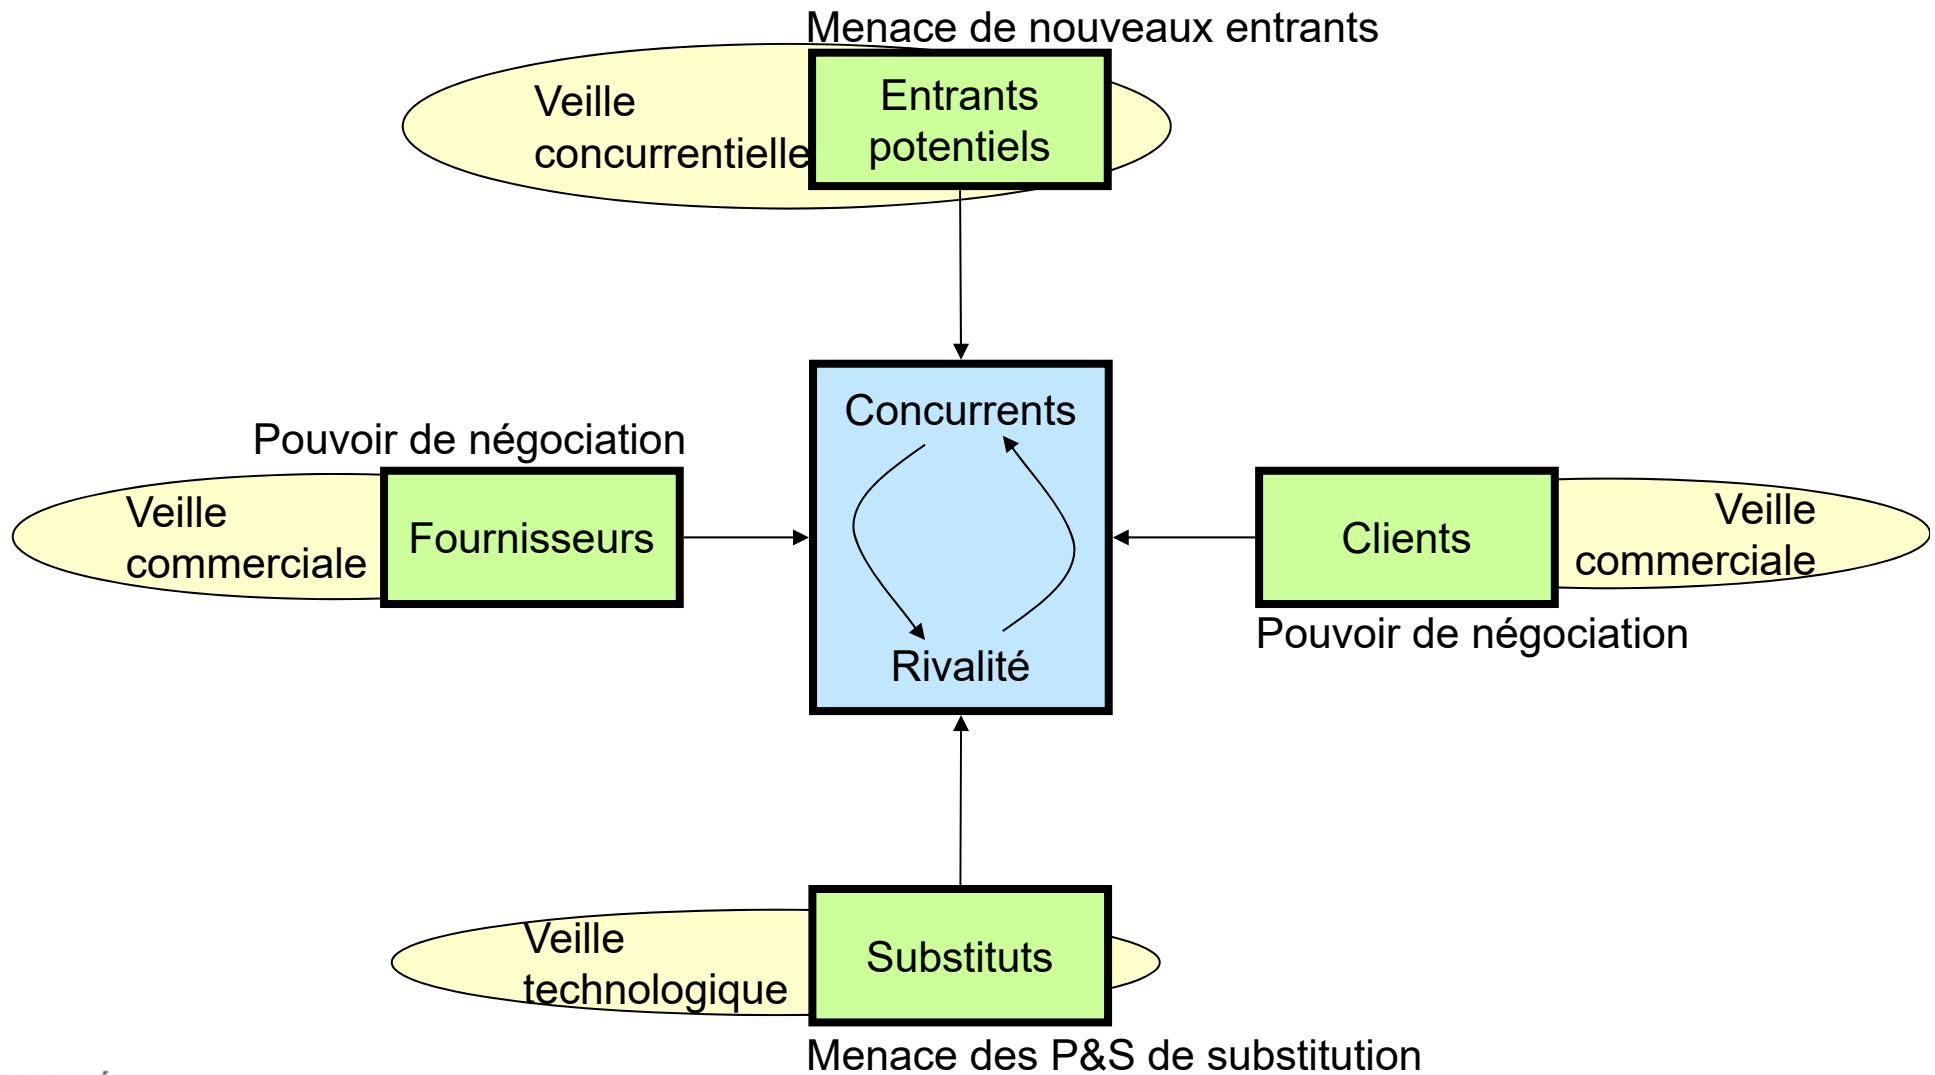 Menace de nouveaux entrants
Veille
concurrentielle
Entrants
potentiels
Concurrents
Pouvoir de négociation
Veille
commerciale
Fournisseurs
Clients
Veille
commerciale
Pouvoir de négociation
Rivalité
Veille
technologique
Substituts
Menace des P&S de substitution